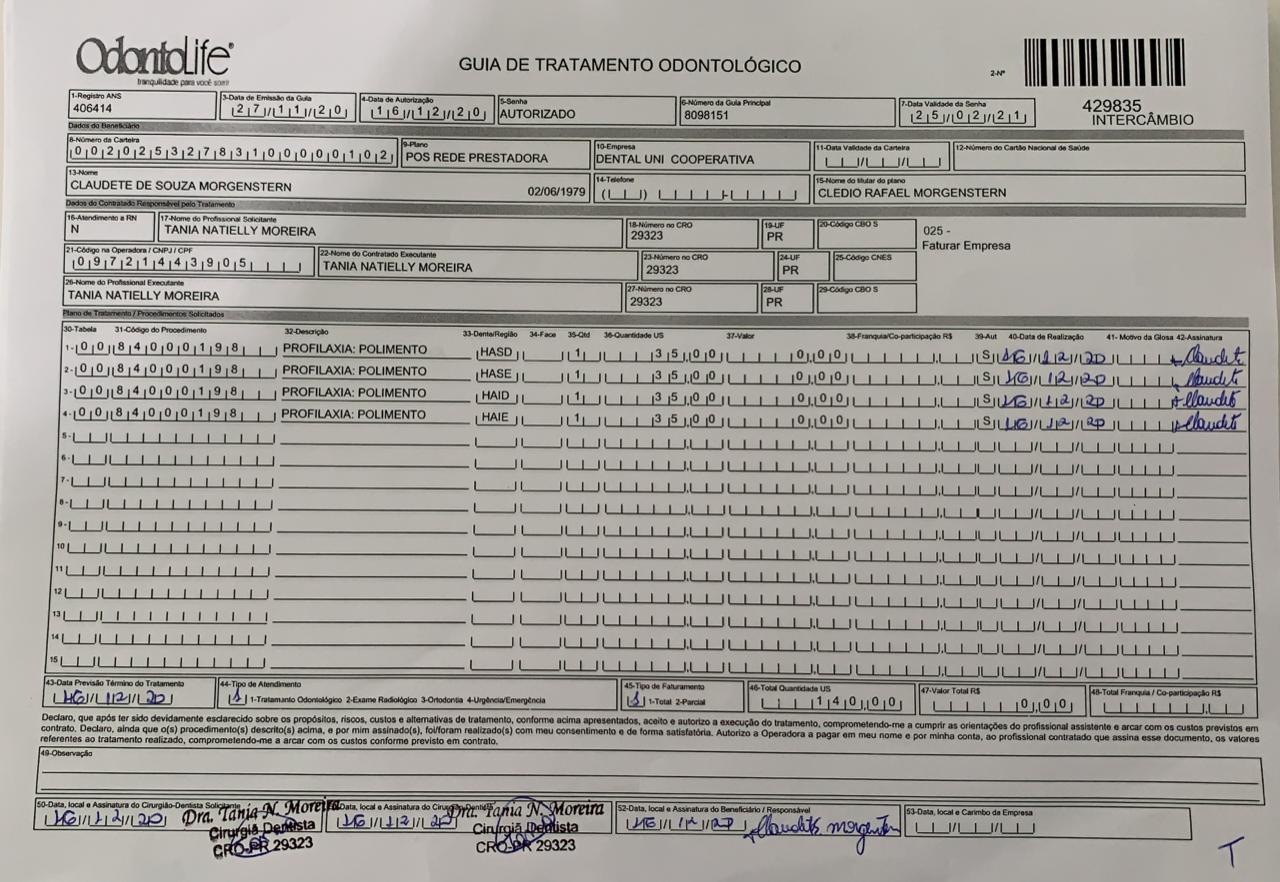 OdontoLife
tranquilidade para você sorrir
GUIA DE TRATAMENTO ODONTOLÓGICO
2-Nº
429835
INTERCÂMBIO
1-Registro ANS
406414
3-Data de Emissão da Guia
27/11/20
4-Data de Autorização
16/12/20
5-Senha
AUTORIZADO
6-Número da Guia Principal
8098151
7-Data Validade da Senha
25/02/21
Dados do Beneficiário
8-Número da Carteira
00202532783100000102
9-Plano
POS REDE PRESTADORA
10-Empresa
DENTAL UNI COOPERATIVA
11-Data Validade da Carteira
12-Número do Cartão Nacional de Saúde
13-Nome
CLAUDETE DE SOUZA MORGENSTERN 02/06/1979
14-Telefone
15-Nome do titular do plano
CLEDIO RAFAEL MORGENSTERN
Dados do Contratado Responsável pelo Tratamento
16-Atendimento a RN
N
17-Nome do Profissional Solicitante
TANIA NATIELLY MOREIRA
18-Número no CRO
29323
19-UF
PR
20-Código CBO S
025 -
Faturar Empresa
21-Código na Operadora / CNPJ / CPF
09721443905
22-Nome do Contratado Executante
TANIA NATIELLY MOREIRA
23-Número no CRO
29323
24-UF
PR
25-Código CNES
26-Nome do Profissional Executante
TANIA NATIELLY MOREIRA
27-Número no CRO
29323
28-UF
PR
29-Código CBO S
Plano de Tratamento / Procedimentos Solicitados
30-Tabela 31-Código do Procedimento 32-Descrição 33-Dente/Região 34-Face 35-Qtd 36-Quantidade US 37-Valor 38-Franquia/Co-participação R$ 39-Aut 40-Data de Realização 41- Motivo da Glosa 42-Assinatura
1- 00 84000198 PROFILAXIA: POLIMENTO HASD 1 35,00 0,00 S 16/12/20 Claudete
2- 00 84000198 PROFILAXIA: POLIMENTO HASE 1 35,00 0,00 S 16/12/20 Claudete
3- 00 84000198 PROFILAXIA: POLIMENTO HAID 1 35,00 0,00 S 16/12/20 Claudete
4- 00 84000198 PROFILAXIA: POLIMENTO HAIE 1 35,00 0,00 S 16/12/20 Claudete
5-
6-
7-
8-
9-
10
11
12
13
14
15
43-Data Previsão Término do Tratamento
16/12/20
44-Tipo de Atendimento
1 1-Tratamento Odontológico 2-Exame Radiológico 3-Ortodontia 4-Urgência/Emergência
45-Tipo de Faturamento
1 1-Total 2-Parcial
46-Total Quantidade US
140,00
47-Valor Total R$
0,00
48-Total Franquia / Co-participação R$
Declaro, que após ter sido devidamente esclarecido sobre os propósitos, riscos, custos e alternativas de tratamento, conforme acima apresentados, aceito e autorizo a execução do tratamento, comprometendo-me a cumprir as orientações do profissional assistente e arcar com os custos previstos em
contrato. Declaro, ainda que o(s) procedimento(s) descrito(s) acima, e por mim assinado(s), foi/foram realizado(s) com meu consentimento e de forma satisfatória. Autorizo a Operadora a pagar em meu nome e por minha conta, ao profissional contratado que assina esse documento, os valores
referentes ao tratamento realizado, comprometendo-me a arcar com os custos conforme previsto em contrato.
49-Observação
50-Data, local e Assinatura do Cirurgião-Dentista Solicitante
16/12/20
Dra. Tania N. Moreira
Cirurgiã Dentista
CRO-PR 29323
Data, local e Assinatura do Cirurgião-Dentista
16/12/20
Dra. Tania N. Moreira
Cirurgiã Dentista
CRO-PR 29323
52-Data, local e Assinatura do Beneficiário / Responsável
16/12/20 Claudete Morgenstern
53-Data, local e Carimbo da Empresa
T